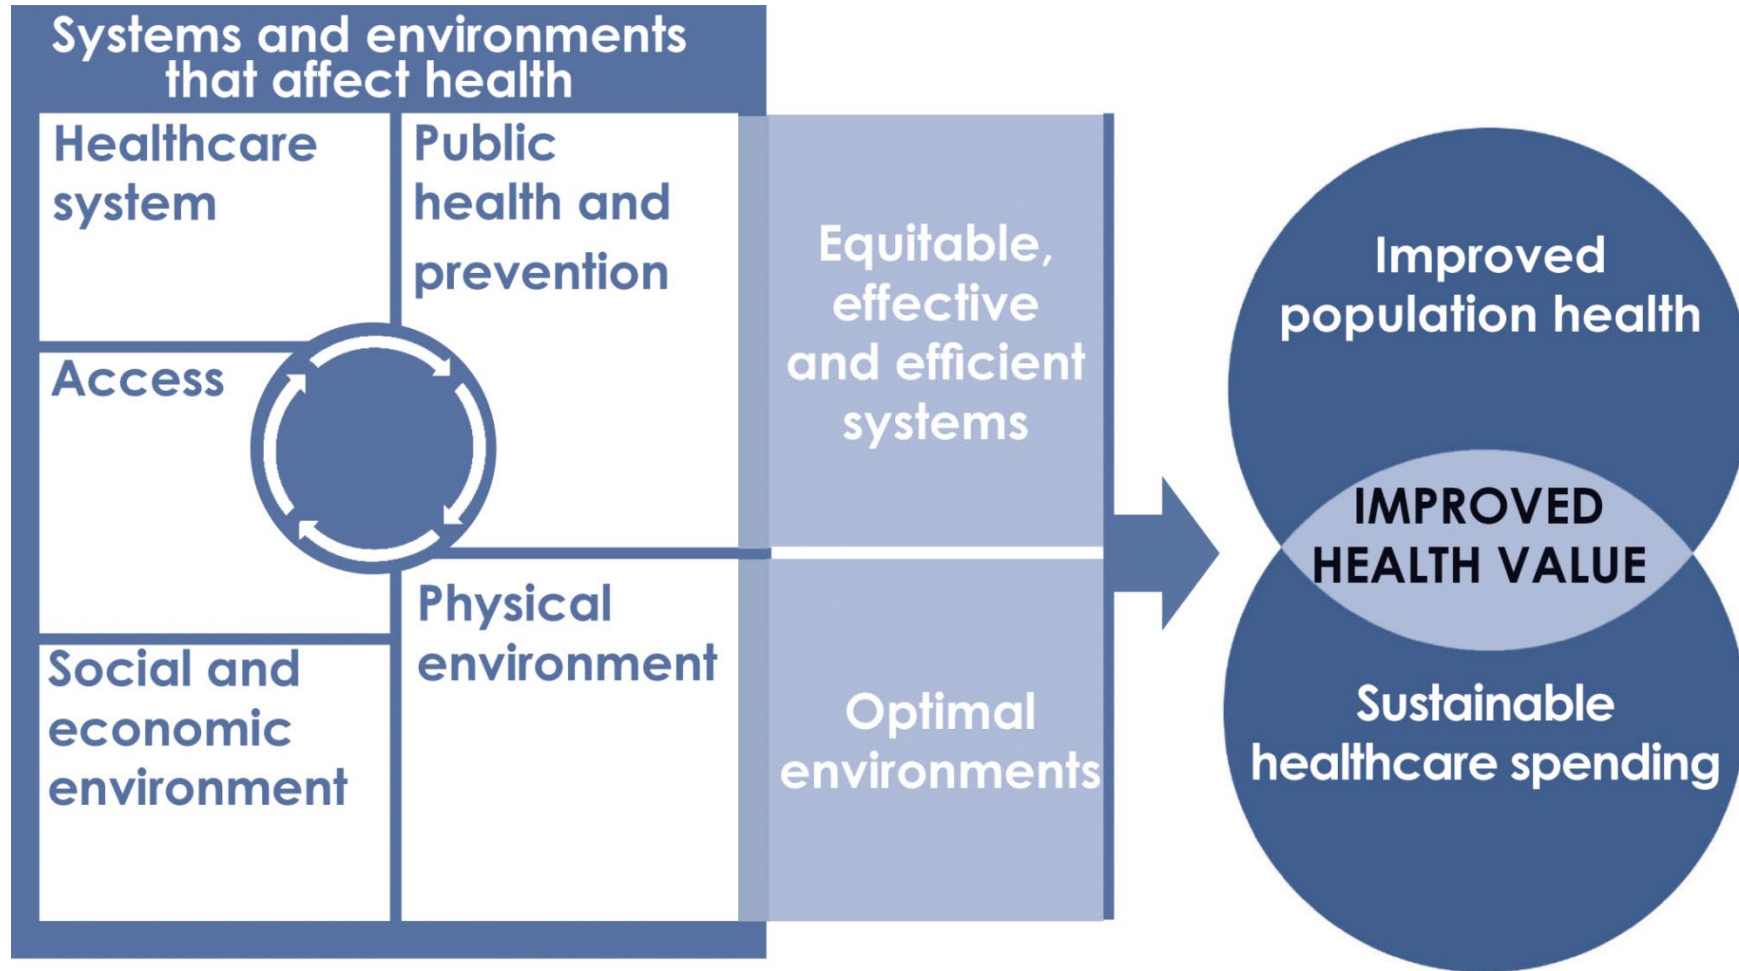 Systems and environments
that affect health
Healthcare
system
Public
health and
prevention
Access
Social and
economic
environment
Physical
environment
Equitable,
effective
and efficient
systems
Optimal
environments
Improved
population health
IMPROVED
HEALTH VALUE
Sustainable
healthcare spending